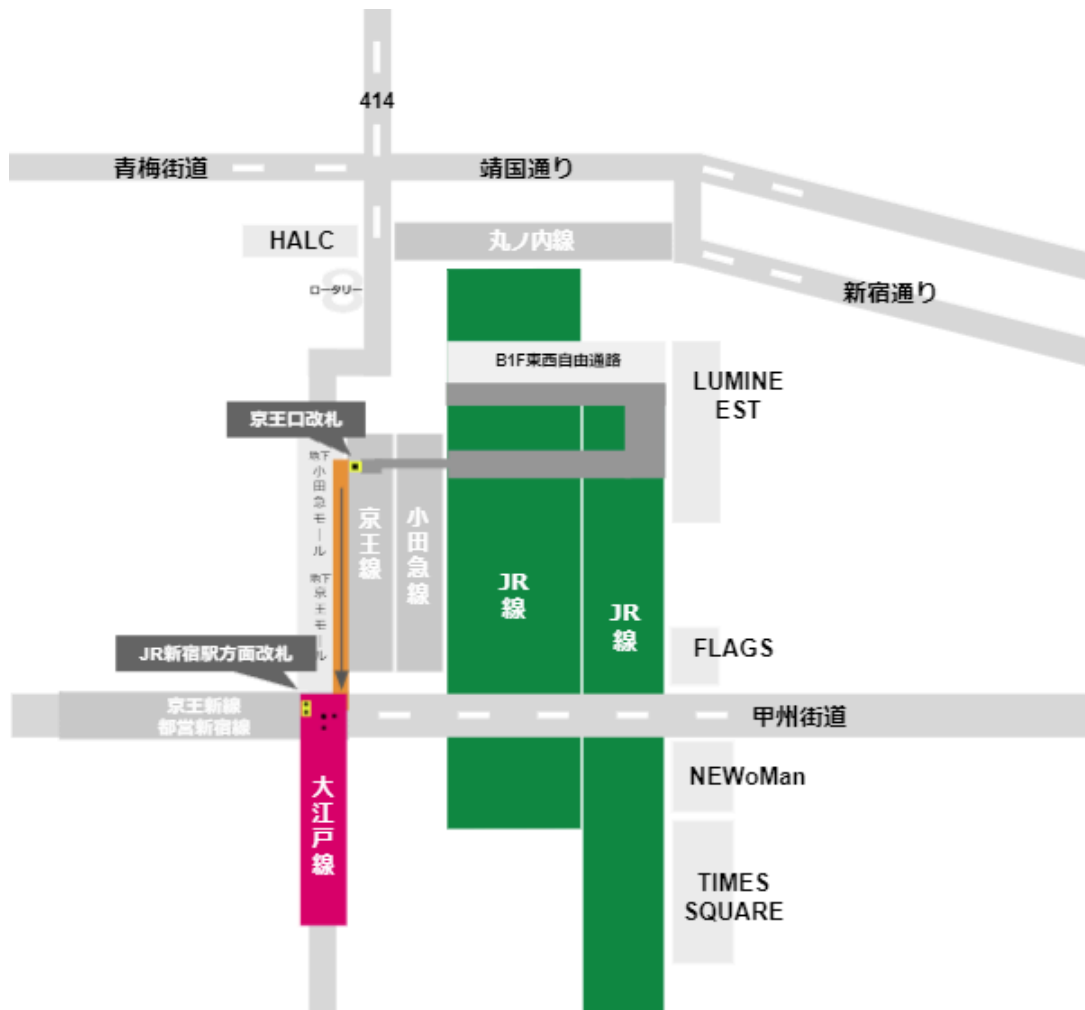 414
青梅街道
靖国通り
HALC
丸ノ内線
ロータリー
8
新宿通り
B1F東西自由通路
LUMINE
EST
京王口改札
地下
小田急モール
京王線
小田急線
JR
線
JR
線
地下
京王モール
JR新宿駅方面改札
FLAGS
京王新線
都営新宿線
甲州街道
大江戸線
NEWoMan
TIMES
SQUARE